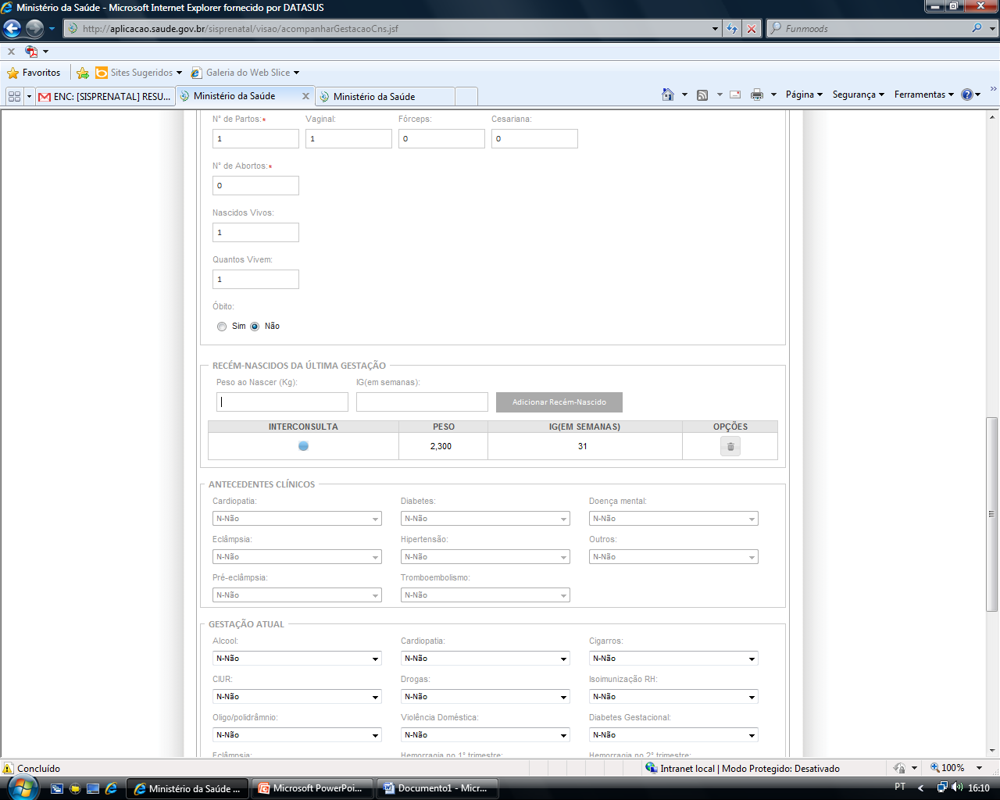 Ministério da Saúde - Microsoft Internet Explorer fornecido por DATASUS
http://aplicacao.saude.gov.br/sisprenatal/visao/acompanharGestacaoCns.jsf
Funmoods
Favoritos
Sites Sugeridos
Galeria do Web Slice
ENC: [SISPRENATAL] RESU...
Ministério da Saúde
Ministério da Saúde
Página
Segurança
Ferramentas
N° de Partos:*
Vaginal:
Fórceps:
Cesariana:
1
1
0
0
N° de Abortos:*
0
Nascidos Vivos:
1
Quantos Vivem:
1
Óbito:
Sim
Não
RECÉM-NASCIDOS DA ÚLTIMA GESTAÇÃO
Peso ao Nascer (Kg):
IG(em semanas):
Adicionar Recém-Nascido
INTERCONSULTA
PESO
IG(EM SEMANAS)
OPÇÕES
2,300
31
ANTECEDENTES CLÍNICOS
Cardiopatia:
Diabetes:
Doença mental:
N-Não
N-Não
N-Não
Eclâmpsia:
Hipertensão:
Outros:
N-Não
N-Não
N-Não
Pré-eclâmpsia:
Tromboembolismo:
N-Não
N-Não
GESTAÇÃO ATUAL
Alcool:
Cardiopatia:
Cigarros:
N-Não
N-Não
N-Não
CIUR:
Drogas:
Isoimunização RH:
N-Não
N-Não
N-Não
Oligo/polidrâmnio:
Violência Doméstica:
Diabetes Gestacional:
N-Não
N-Não
N-Não
Eclâmpsia:
Hemorragia no 1° trimestre:
Hemorragia no 2° trimestre:
Concluído
Intranet local | Modo Protegido: Desativado
100%
Ministério da Saúde ...
Microsoft PowerPoi...
Documento1 - Micr...
PT
16:10